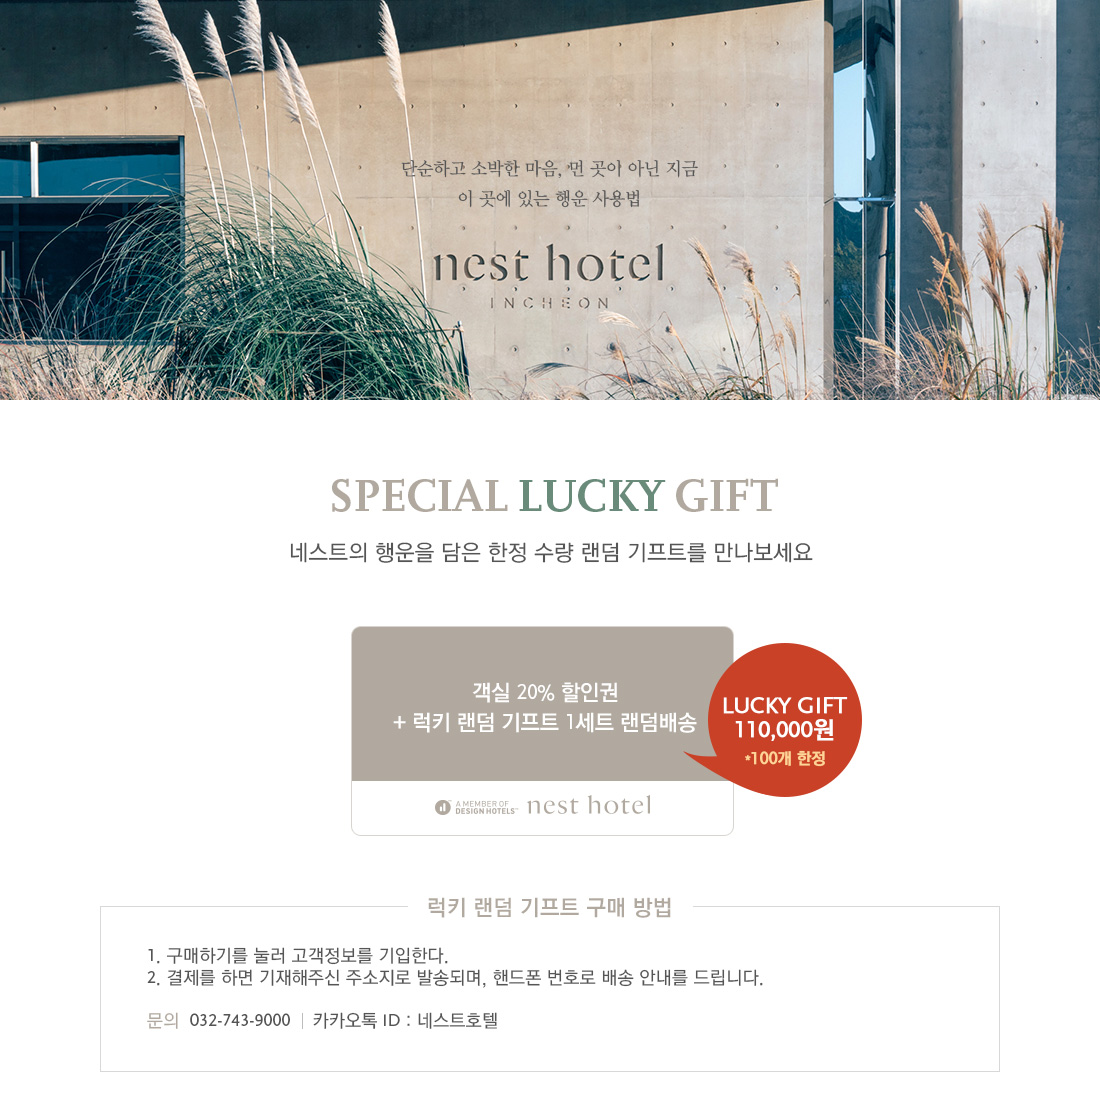 단순하고 소박한 마음, 먼 곳이 아닌 지금
이 곳에 있는 행운 사용법
nest hotel
INCHEON
SPECIAL LUCKY GIFT
네스트의 행운을 담은 한정 수량 랜덤 기프트를 만나보세요
객실 20% 할인권
+ 럭키 랜덤 기프트 1세트 랜덤배송
LUCKY GIFT
110,000원
*100개 한정
A MEMBER OF
DESIGN HOTELS™
nest hotel
럭키 랜덤 기프트 구매 방법
1. 구매하기를 눌러 고객정보를 기입한다.
2. 결제를 하면 기재해주신 주소지로 발송되며, 핸드폰 번호로 배송 안내를 드립니다.
문의 032-743-9000 | 카카오톡 ID : 네스트호텔